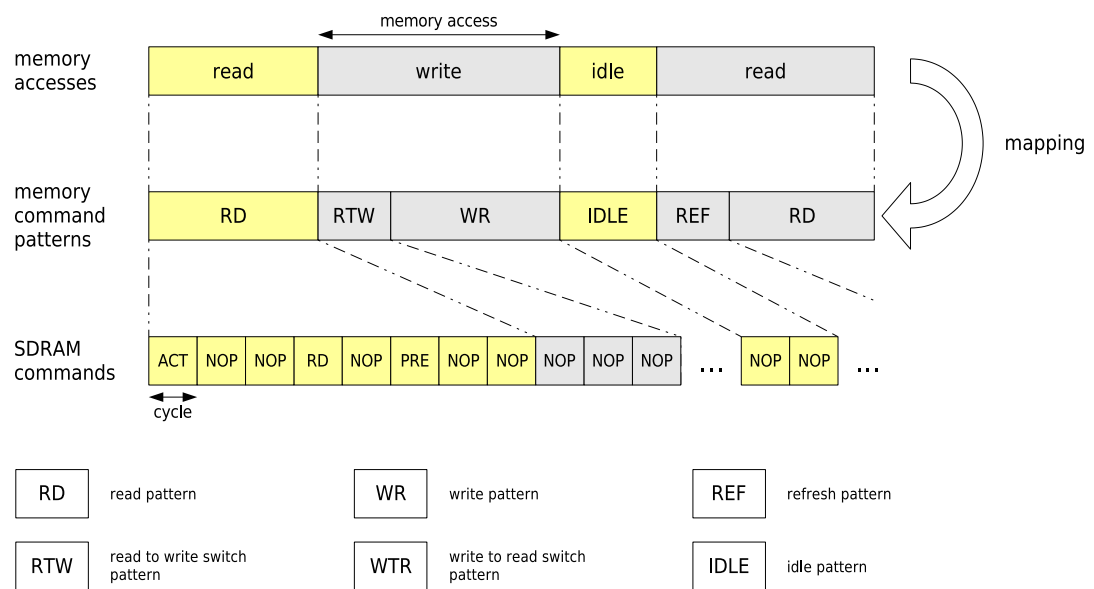 memory access
memory
accesses
read write idle read
mapping
memory
command
patterns
RD RTW WR IDLE REF RD
SDRAM
commands
ACT NOP NOP RD NOP PRE NOP NOP NOP NOP NOP ... NOP NOP ...
cycle
RD read pattern
WR write pattern
REF refresh pattern
RTW read to write switch
pattern
WTR write to read switch
pattern
IDLE idle pattern